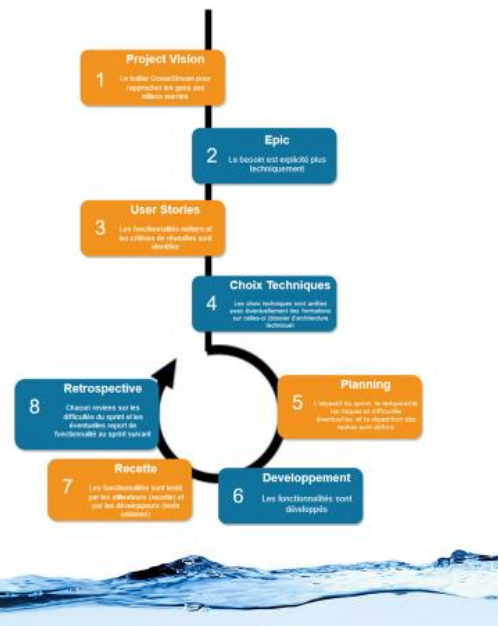 Project Vision
1
Le boîtier OceanStream pour
rapprocher les gens des
milieux marins
Epic
2
Le besoin est explicité plus
techniquement
User Stories
3
Les fonctionnalités métiers et
les critères de réussites sont
identifiés
Choix Techniques
4
Les choix techniques sont arrêtés
avec éventuellement des formations
sur celles-ci (dossier d'architecture
technique)
Planning
5
L'objectif du sprint, la temporalité
les risques et difficultés
éventuelles, et la répartition des
taches sont définis
Developpement
6
Les fonctionnalités sont
développés
Recette
7
Les fonctionnalités sont testé
par les utilisateurs (recette) et
par les développeurs (tests
unitaires)
Retrospective
8
Chacun reviens sur les
difficultés du sprint et les
éventuelles report de
fonctionnalité au sprint suivant